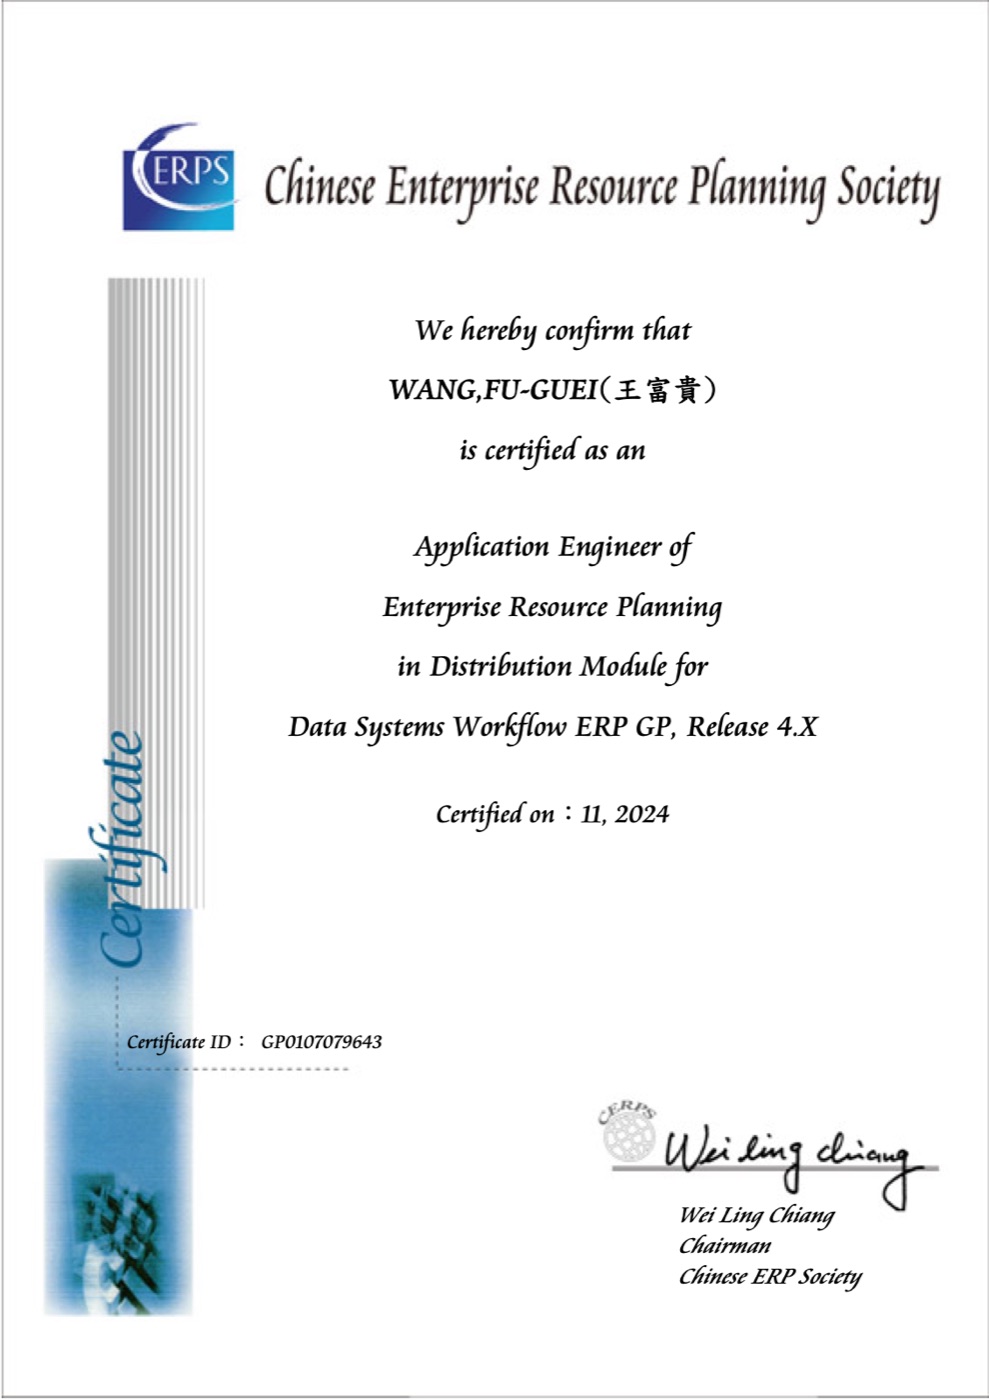 ERPS
Chinese Enterprise Resource Planning Society
We hereby confirm that
WANG,FU-GUEI(王富貴)
is certified as an
Application Engineer of
Enterprise Resource Planning
in Distribution Module for
Data Systems Workflow ERP GP, Release 4.X
Certified on：11, 2024
Certificate
Certificate ID： GP0107079643
CERPS
Wei Ling Chiang
Wei Ling Chiang
Chairman
Chinese ERP Society